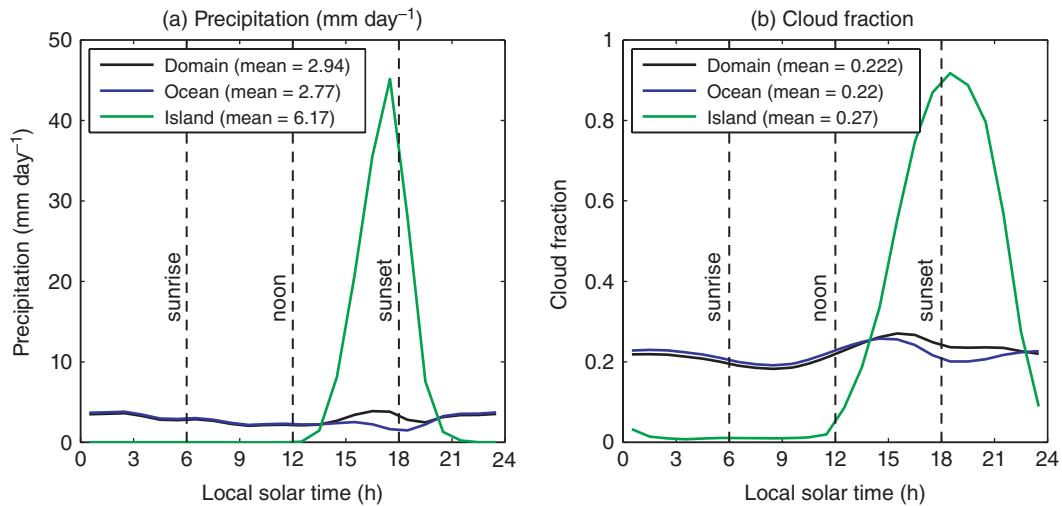 (a) Precipitation (mm day⁻¹)
50
40
30
20
10
0
Precipitation (mm day⁻¹)
Domain (mean = 2.94)
Ocean (mean = 2.77)
Island (mean = 6.17)
sunrise
noon
sunset
0 3 6 9 12 15 18 21 24
Local solar time (h)
(b) Cloud fraction
1
0.8
0.6
0.4
0.2
0
Cloud fraction
Domain (mean = 0.222)
Ocean (mean = 0.22)
Island (mean = 0.27)
sunrise
noon
sunset
0 3 6 9 12 15 18 21 24
Local solar time (h)